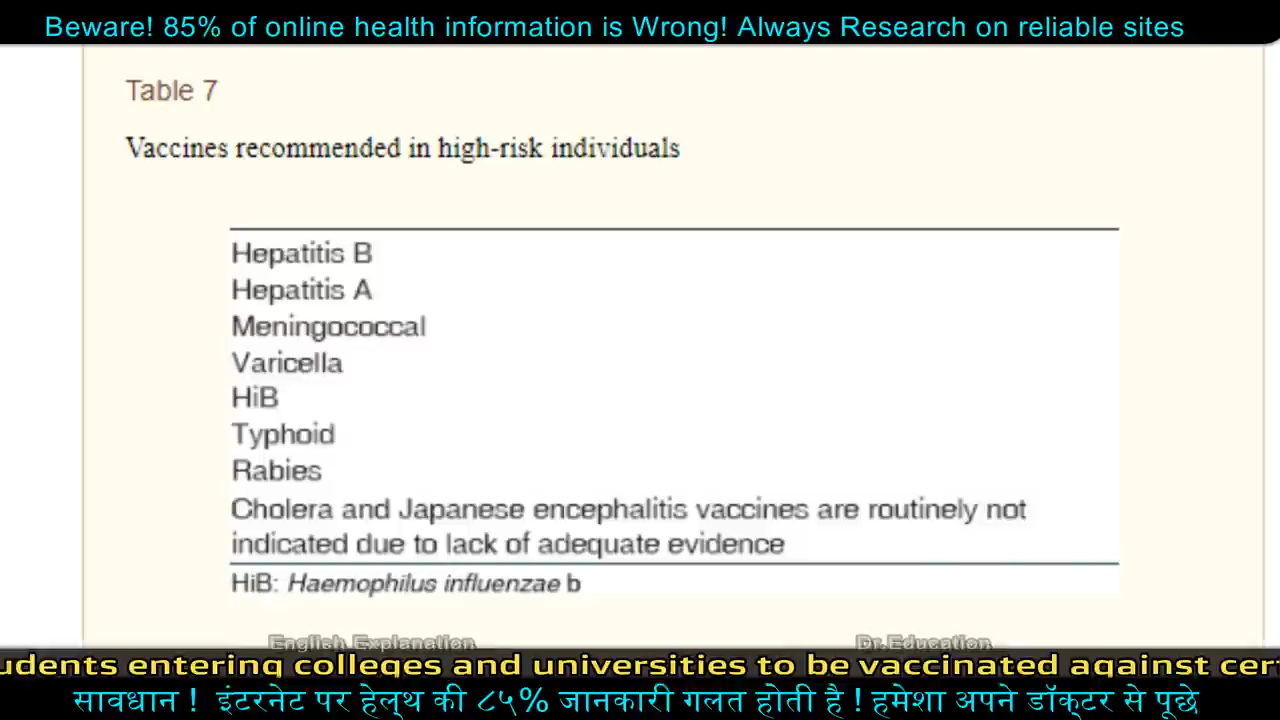 Beware! 85% of online health information is Wrong! Always Research on reliable sites
Table 7
Vaccines recommended in high-risk individuals
Hepatitis B
Hepatitis A
Meningococcal
Varicella
HiB
Typhoid
Rabies
Cholera and Japanese encephalitis vaccines are routinely not
indicated due to lack of adequate evidence
HiB: Haemophilus influenzae b
English Explanation Dr.Education
udents entering colleges and universities to be vaccinated against cer
सावधान ! इंटरनेट पर हेल्थ की ८५% जानकारी गलत होती है ! हमेशा अपने डॉक्टर से पूछे